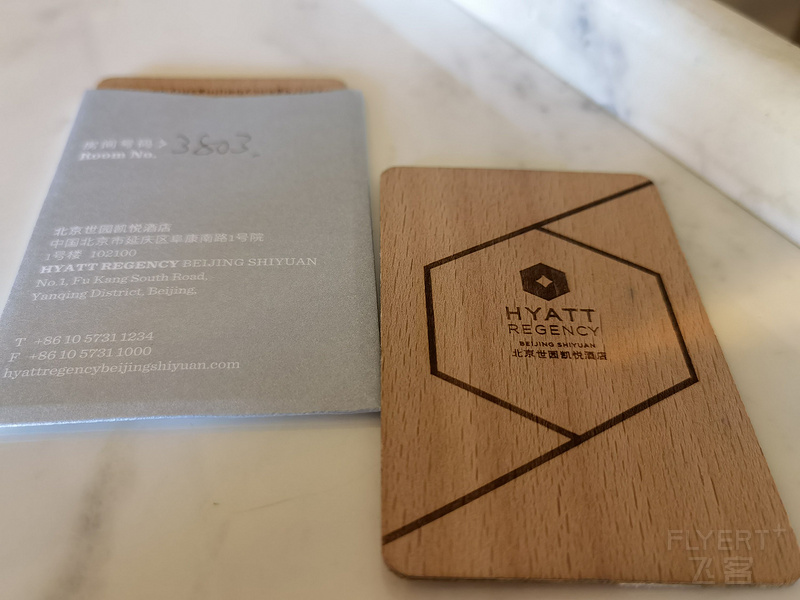 房间号码 >
Room No. 3803.
北京世园凯悦酒店
中国北京市延庆区阜康南路1号院
1号楼 102100
HYATT REGENCY BEIJING SHIYUAN
No.1, Fu Kang South Road,
Yanqing District, Beijing,
T +86 10 5731 1234
F +86 10 5731 1000
hyattregencybeijingshiyuan.com
HYATT
REGENCY
BEIJING SHIYUAN
北京世园凯悦酒店
FLYERT+
飞客